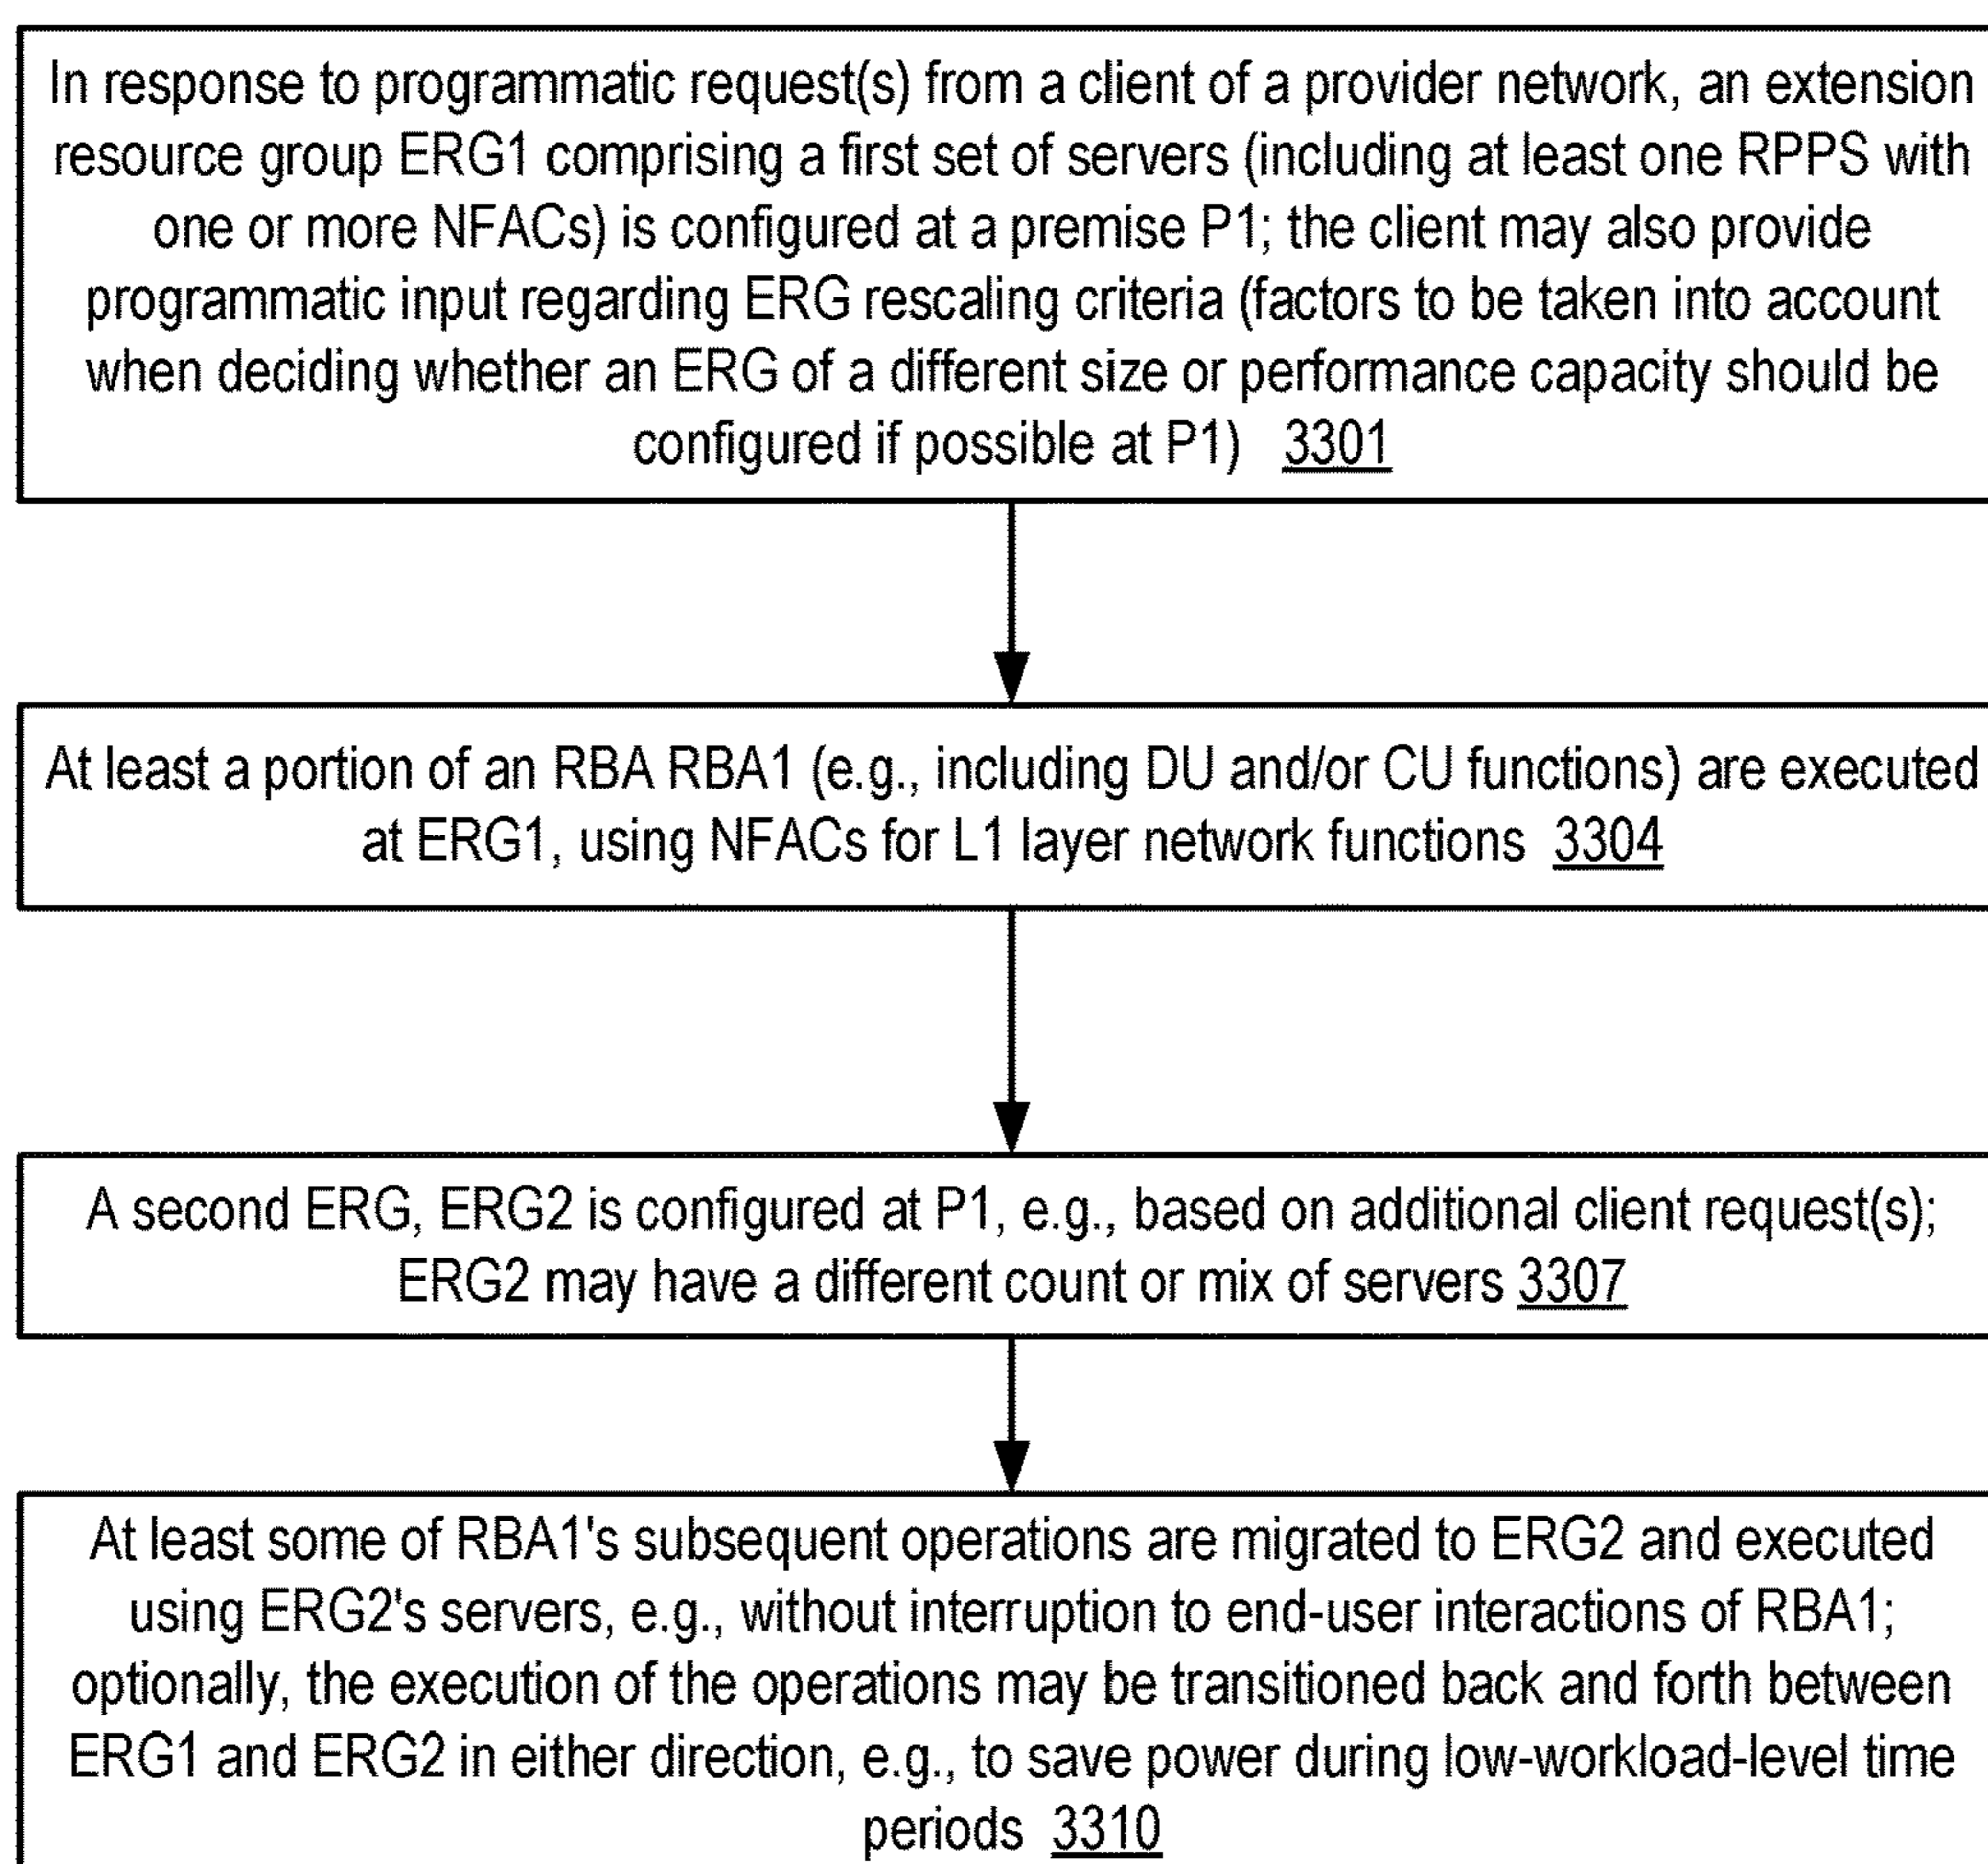 In response to programmatic request(s) from a client of a provider network, an extension
resource group ERG1 comprising a first set of servers (including at least one RPPS with
one or more NFACs) is configured at a premise P1; the client may also provide
programmatic input regarding ERG rescaling criteria (factors to be taken into account
when deciding whether an ERG of a different size or performance capacity should be
configured if possible at P1) 3301
At least a portion of an RBA RBA1 (e.g., including DU and/or CU functions) are executed
at ERG1, using NFACs for L1 layer network functions 3304
A second ERG, ERG2 is configured at P1, e.g., based on additional client request(s);
ERG2 may have a different count or mix of servers 3307
At least some of RBA1's subsequent operations are migrated to ERG2 and executed
using ERG2's servers, e.g., without interruption to end-user interactions of RBA1;
optionally, the execution of the operations may be transitioned back and forth between
ERG1 and ERG2 in either direction, e.g., to save power during low-workload-level time
periods 3310